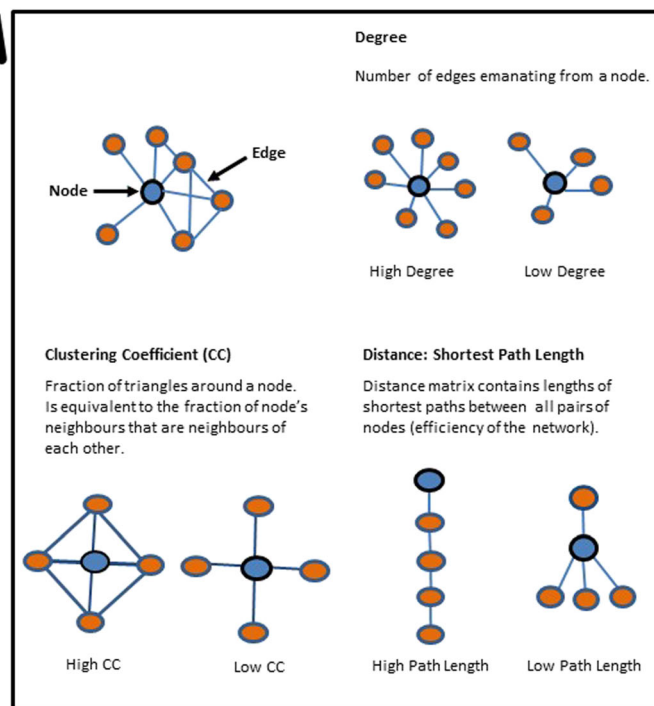 Degree
Number of edges emanating from a node.
Edge
Node
High Degree
Low Degree
Clustering Coefficient (CC)
Fraction of triangles around a node.
Is equivalent to the fraction of node's
neighbours that are neighbours of
each other.
High CC
Low CC
Distance: Shortest Path Length
Distance matrix contains lengths of
shortest paths between all pairs of
nodes (efficiency of the network).
High Path Length
Low Path Length